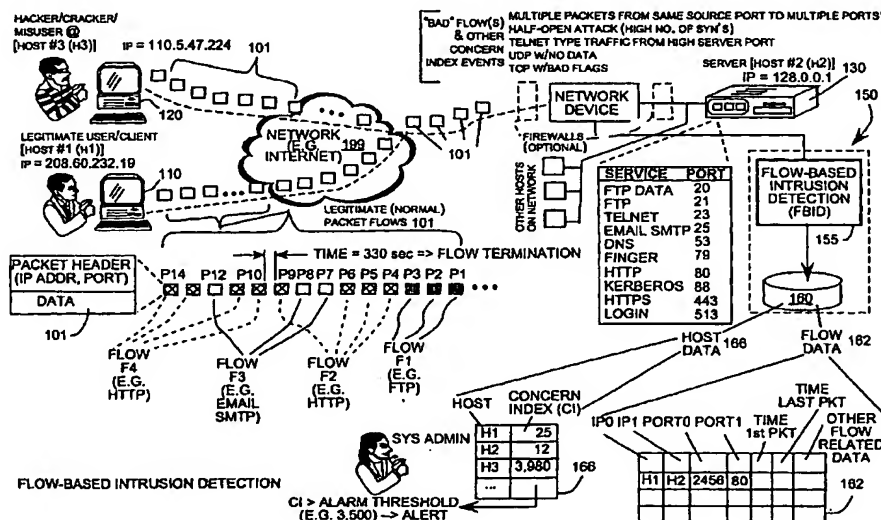 HACKER/CRACKER/
MISUSER @
[HOST #3 (H3)]
IP = 110.5.47.224
101
120
LEGITIMATE USER/CLIENT
[HOST #1 (H1)]
IP = 208.60.232.19
110
NETWORK
(E.G.
INTERNET)
199
101
"BAD" FLOW(S)
& OTHER
CONCERN
INDEX EVENTS
MULTIPLE PACKETS FROM SAME SOURCE PORT TO MULTIPLE PORTS
HALF-OPEN ATTACK (HIGH NO. OF SYN'S)
TELNET TYPE TRAFFIC FROM HIGH SERVER PORT
UDP W/NO DATA
TCP W/BAD FLAGS
SERVER [HOST #2 (H2)]
IP = 128.0.0.1
130
150
NETWORK
DEVICE
FIREWALLS
(OPTIONAL)
OTHER HOSTS
ON NETWORK
SERVICE PORT
FTP DATA 20
FTP 21
TELNET 23
EMAIL SMTP 25
DNS 53
FINGER 79
HTTP 80
KERBEROS 88
HTTPS 443
LOGIN 513
FLOW-BASED
INTRUSION
DETECTION
(FBID)
155
160
LEGITIMATE (NORMAL)
PACKET FLOWS 101
TIME = 330 sec => FLOW TERMINATION
PACKET HEADER
(IP ADDR, PORT)
DATA
101
P14 P12 P10 P9 P8 P7 P6 P5 P4 P3 P2 P1
FLOW
F4
(E.G.
HTTP)
FLOW
F3
(E.G.
EMAIL
SMTP)
FLOW
F2
(E.G.
HTTP)
FLOW
F1
(E.G.
FTP)
HOST
DATA 166
FLOW
DATA 162
HOST
CONCERN
INDEX (CI)
H1 25
H2 12
H3 3,980
...
166
SYS ADMIN
CI > ALARM THRESHOLD
(E.G. 3,500) → ALERT
IP0 IP1 PORT0 PORT1
TIME
1st PKT
TIME
LAST PKT
OTHER
FLOW
RELATED
DATA
H1 H2 2456 80
162
FLOW-BASED INTRUSION DETECTION